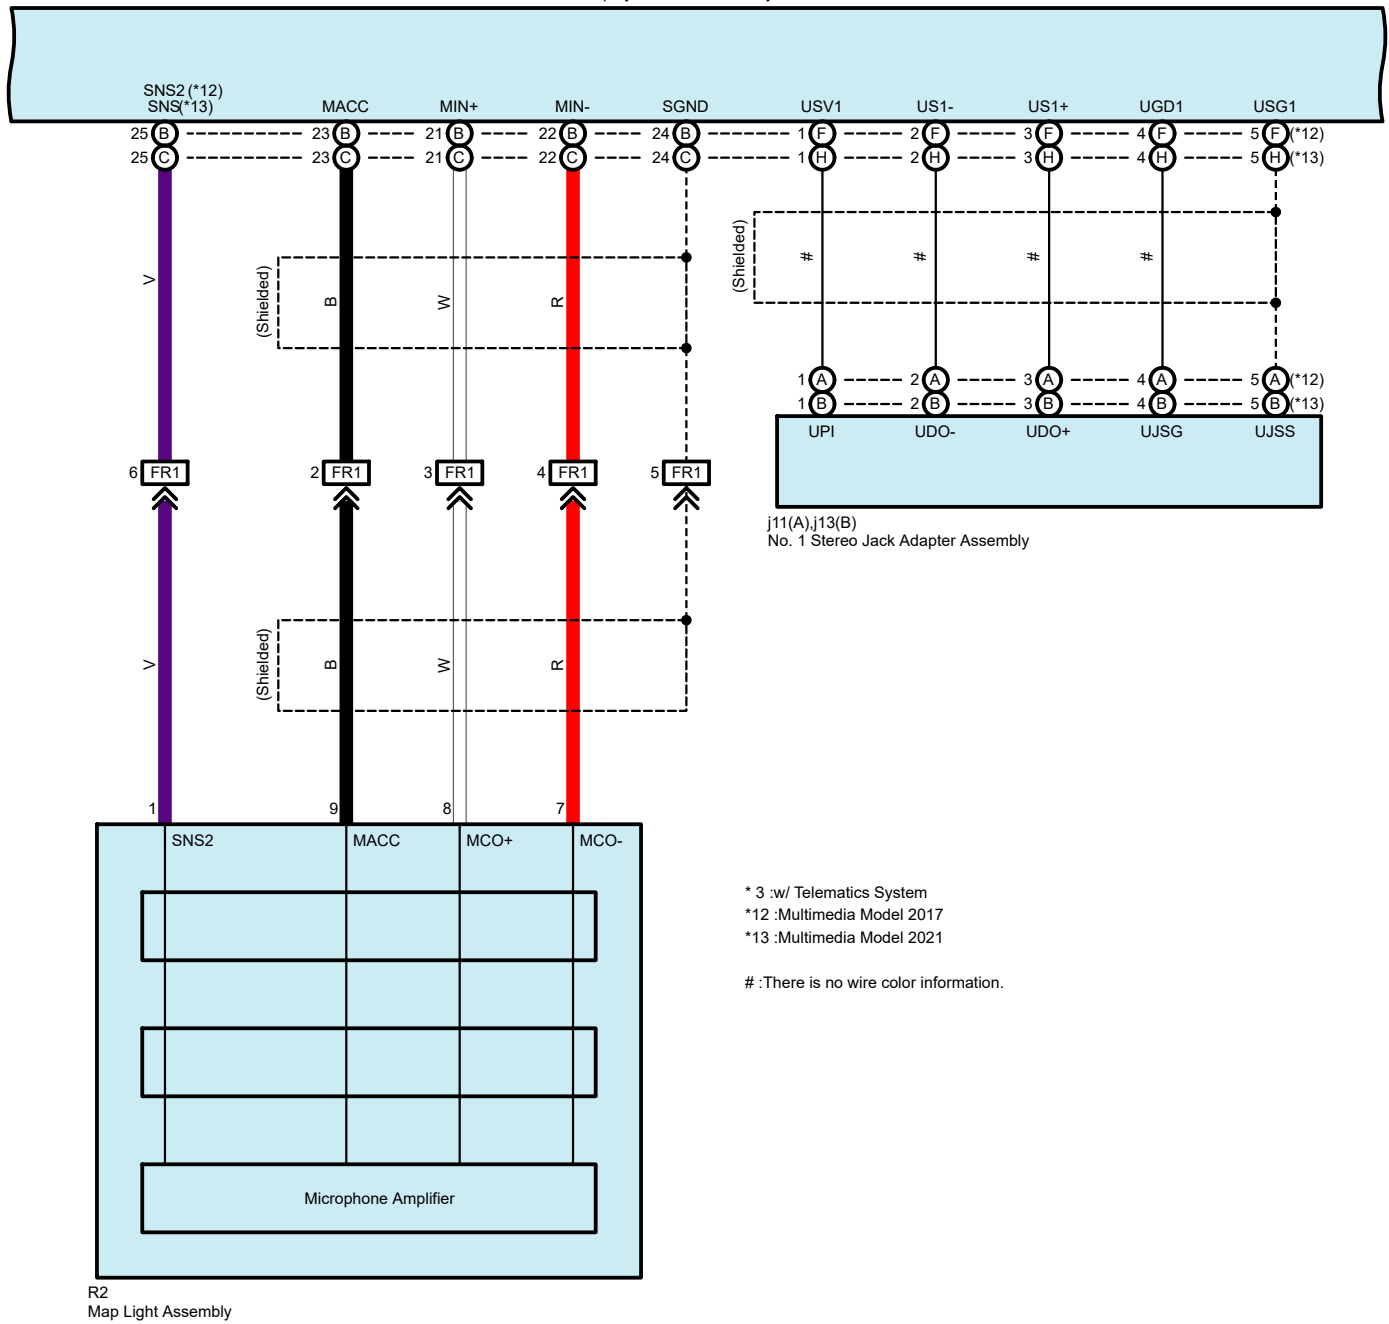 SNS2 (*12)
SNS(*13) MACC MIN+ MIN- SGND USV1 US1- US1+ UGD1 USG1
25 B 23 B 21 B 22 B 24 B 1 F 2 F 3 F 4 F 5 F (*12)
25 C 23 C 21 C 22 C 24 C 1 H 2 H 3 H 4 H 5 H (*13)
V (Shielded) B W R (Shielded) # # # #
1 A 2 A 3 A 4 A 5 A (*12)
1 B 2 B 3 B 4 B 5 B (*13)
UPI UDO- UDO+ UJSG UJSS
6 FR1 2 FR1 3 FR1 4 FR1 5 FR1
j11(A),j13(B)
No. 1 Stereo Jack Adapter Assembly
V (Shielded) B W R
1 9 8 7
SNS2 MACC MCO+ MCO-
* 3 :w/ Telematics System
*12 :Multimedia Model 2017
*13 :Multimedia Model 2021
# :There is no wire color information.
Microphone Amplifier
R2
Map Light Assembly